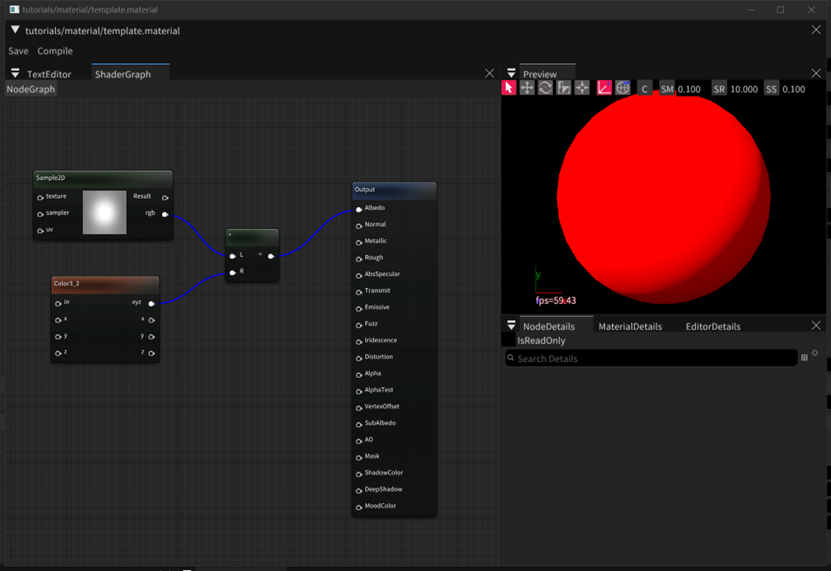 tutorials/material/template.material
tutorials/material/template.material
Save Compile
TextEditor ShaderGraph
NodeGraph
Sample2D
texture Result
sampler rgb
uv
Color3_2
in xyz
x x
y y
z z
*
L =
R
Output
Albedo
Normal
Metallic
Rough
AbsSpecular
Transmit
Emissive
Fuzz
Iridescence
Distortion
Alpha
AlphaTest
VertexOffset
SubAlbedo
AO
Mask
ShadowColor
DeepShadow
MoodColor
Preview
C SM 0.100 SR 10.000 SS 0.100
y
fps=59.43
NodeDetails MaterialDetails EditorDetails
IsReadOnly
Search Details